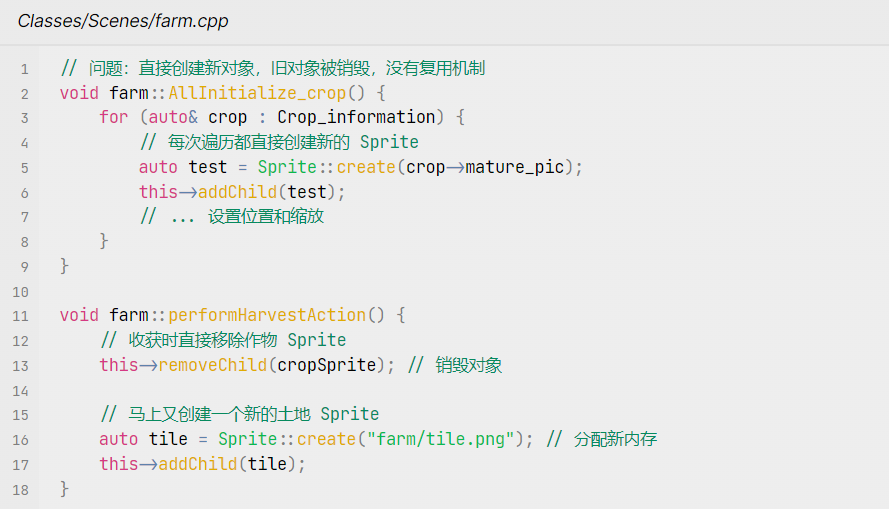 Classes/Scenes/farm.cpp
1 // 问题：直接创建新对象，旧对象被销毁，没有复用机制
2 void farm::AllInitialize_crop() {
3     for (auto& crop : Crop_information) {
4         // 每次遍历都直接创建新的 Sprite
5         auto test = Sprite::create(crop->mature_pic);
6         this->addChild(test);
7         // ... 设置位置和缩放
8     }
9 }
10
11 void farm::performHarvestAction() {
12     // 收获时直接移除作物 Sprite
13     this->removeChild(cropSprite); // 销毁对象
14
15     // 马上又创建一个新的土地 Sprite
16     auto tile = Sprite::create("farm/tile.png"); // 分配新内存
17     this->addChild(tile);
18 }